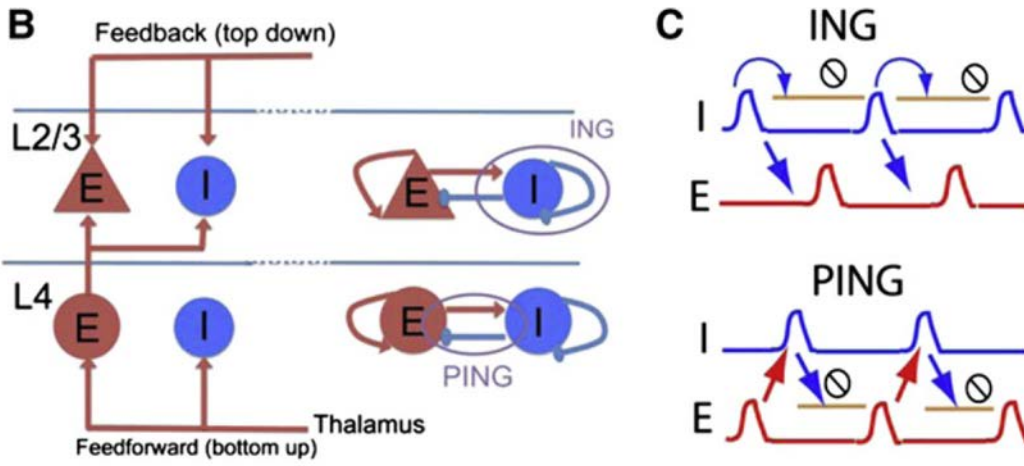 B
Feedback (top down)
L2/3
E
I
E
I
ING
L4
E
I
E
I
PING
Thalamus
Feedforward (bottom up)
C
ING
I
E
PING
I
E